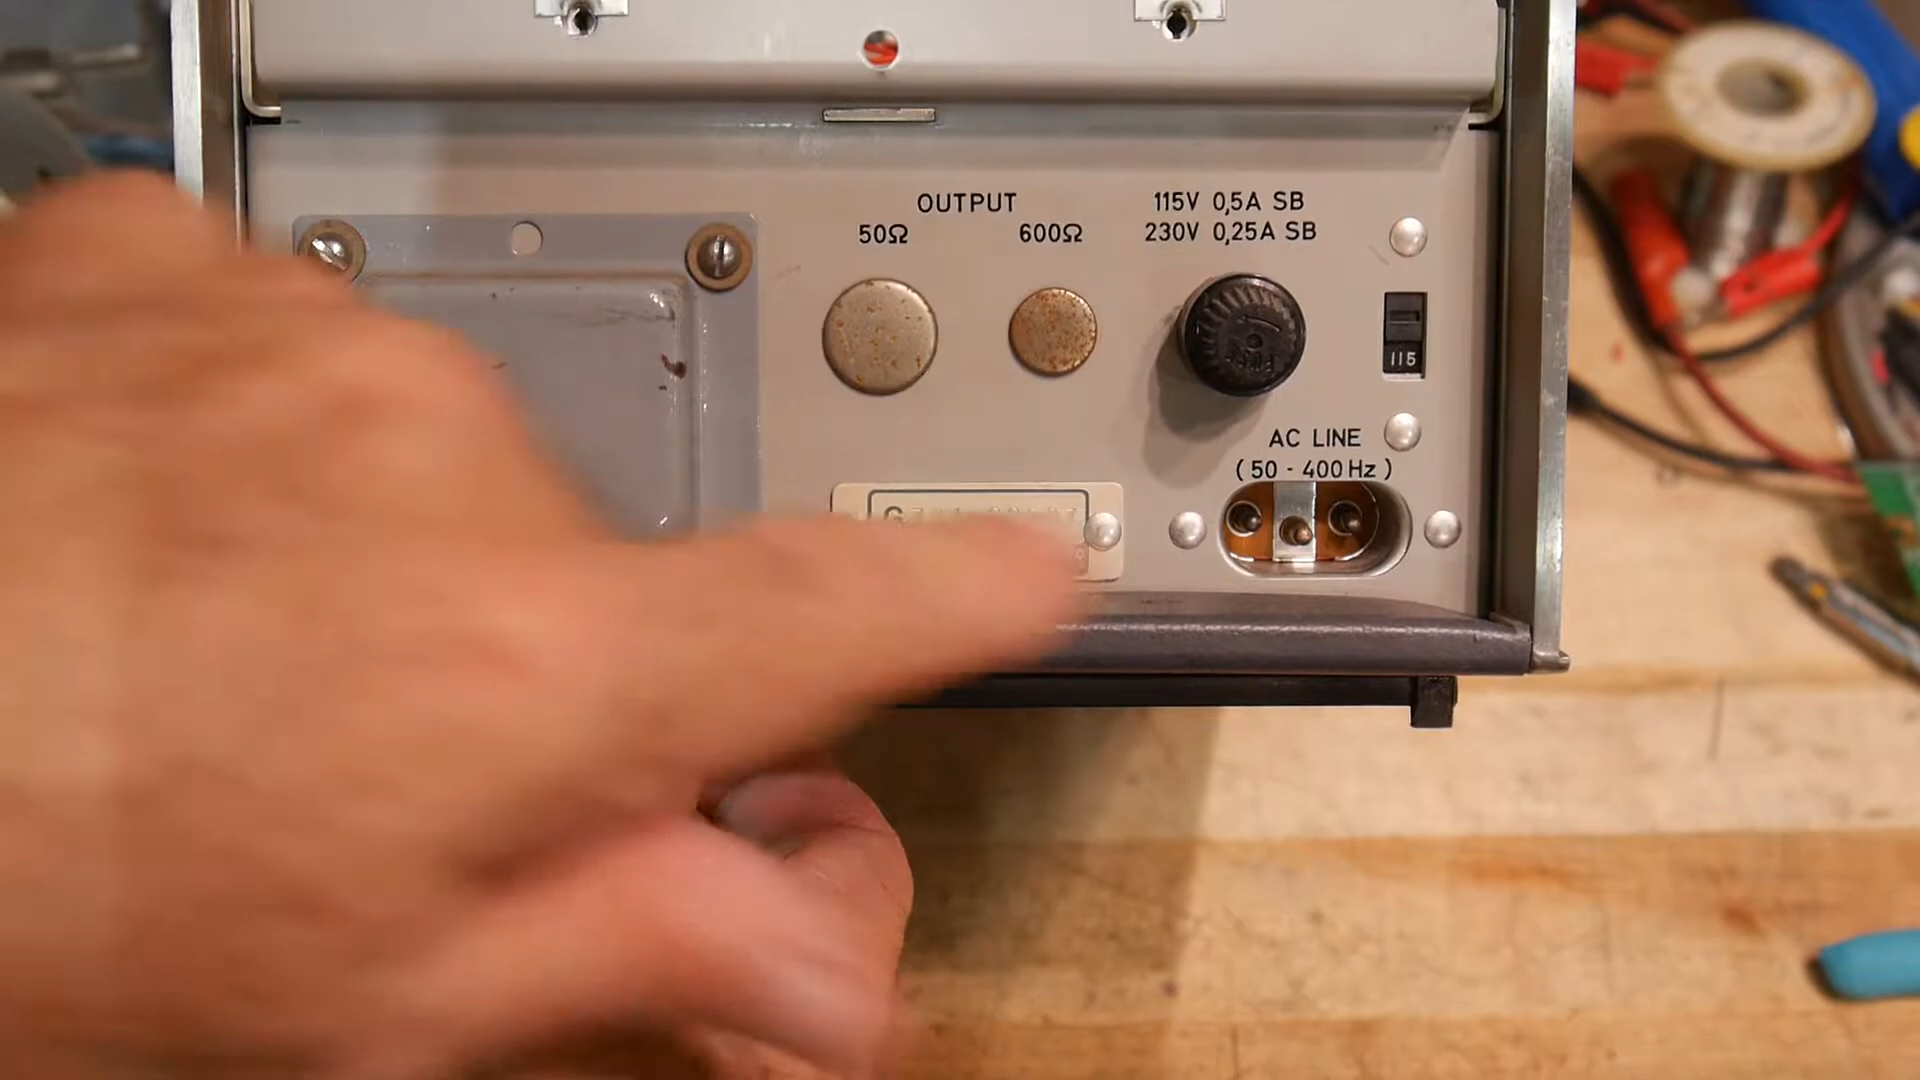 OUTPUT
50Ω
600Ω
115V 0,5A SB
230V 0,25A SB
115
AC LINE
(50 - 400 Hz)